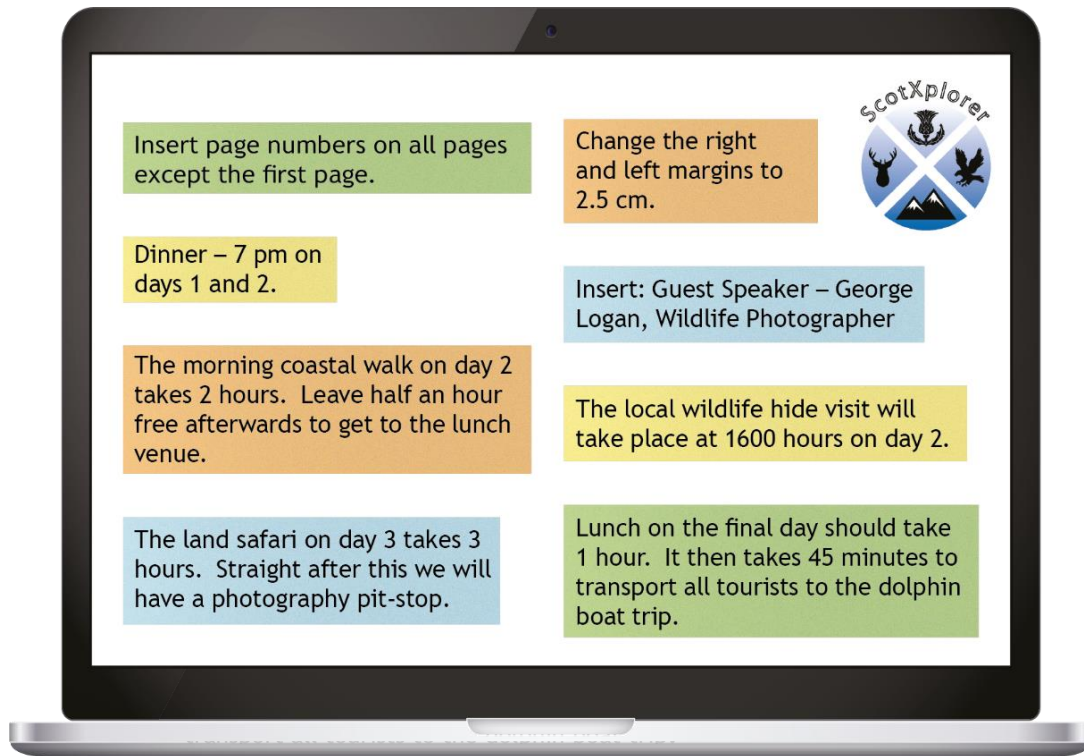 ScotXplorer
Insert page numbers on all pages
except the first page.
Change the right
and left margins to
2.5 cm.
Dinner – 7 pm on
days 1 and 2.
Insert: Guest Speaker – George
Logan, Wildlife Photographer
The morning coastal walk on day 2
takes 2 hours.  Leave half an hour
free afterwards to get to the lunch
venue.
The local wildlife hide visit will
take place at 1600 hours on day 2.
The land safari on day 3 takes 3
hours.  Straight after this we will
have a photography pit-stop.
Lunch on the final day should take
1 hour.  It then takes 45 minutes to
transport all tourists to the dolphin
boat trip.